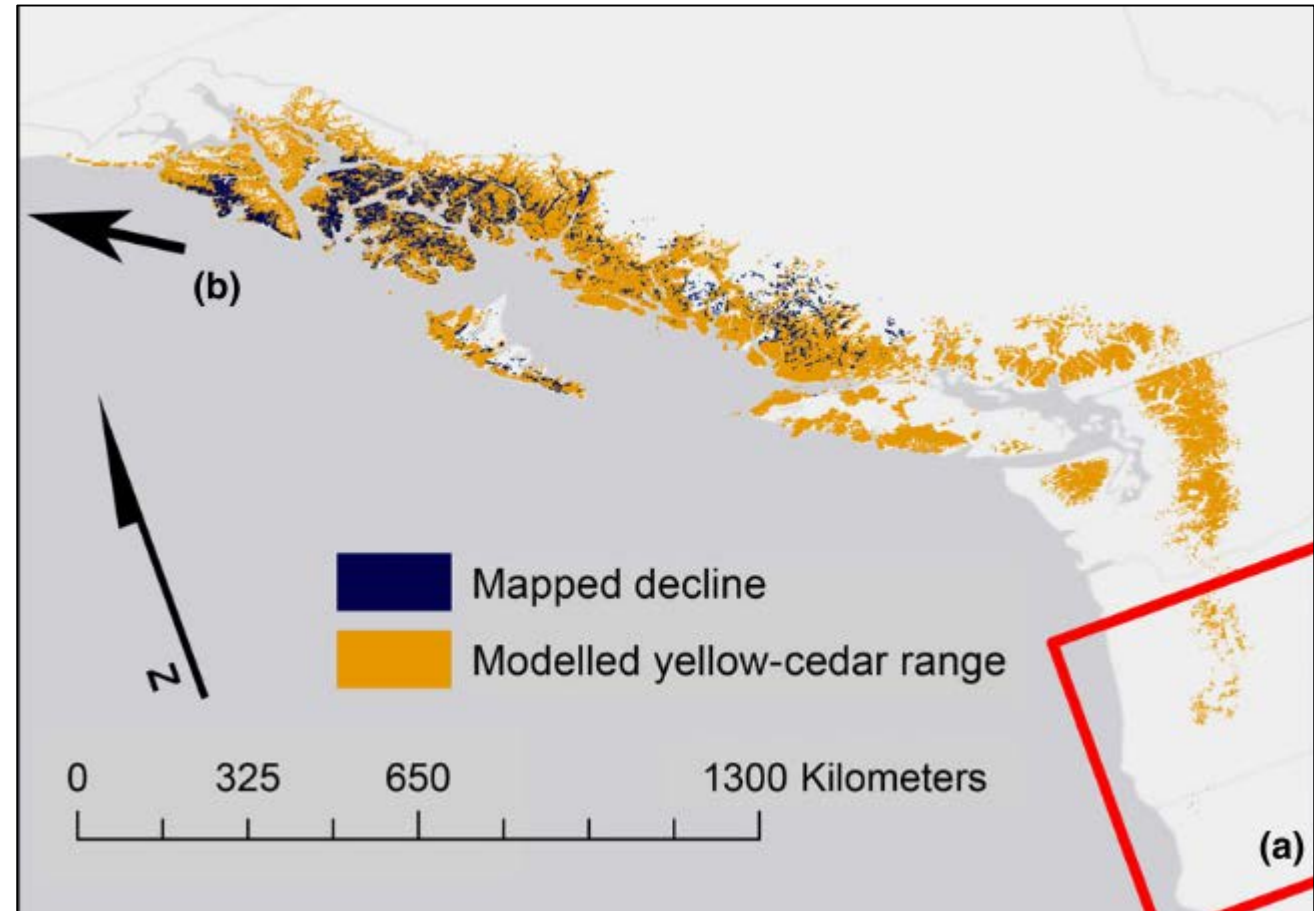 (b)
N
Mapped decline
Modelled yellow-cedar range
0 325 650 1300 Kilometers
(a)